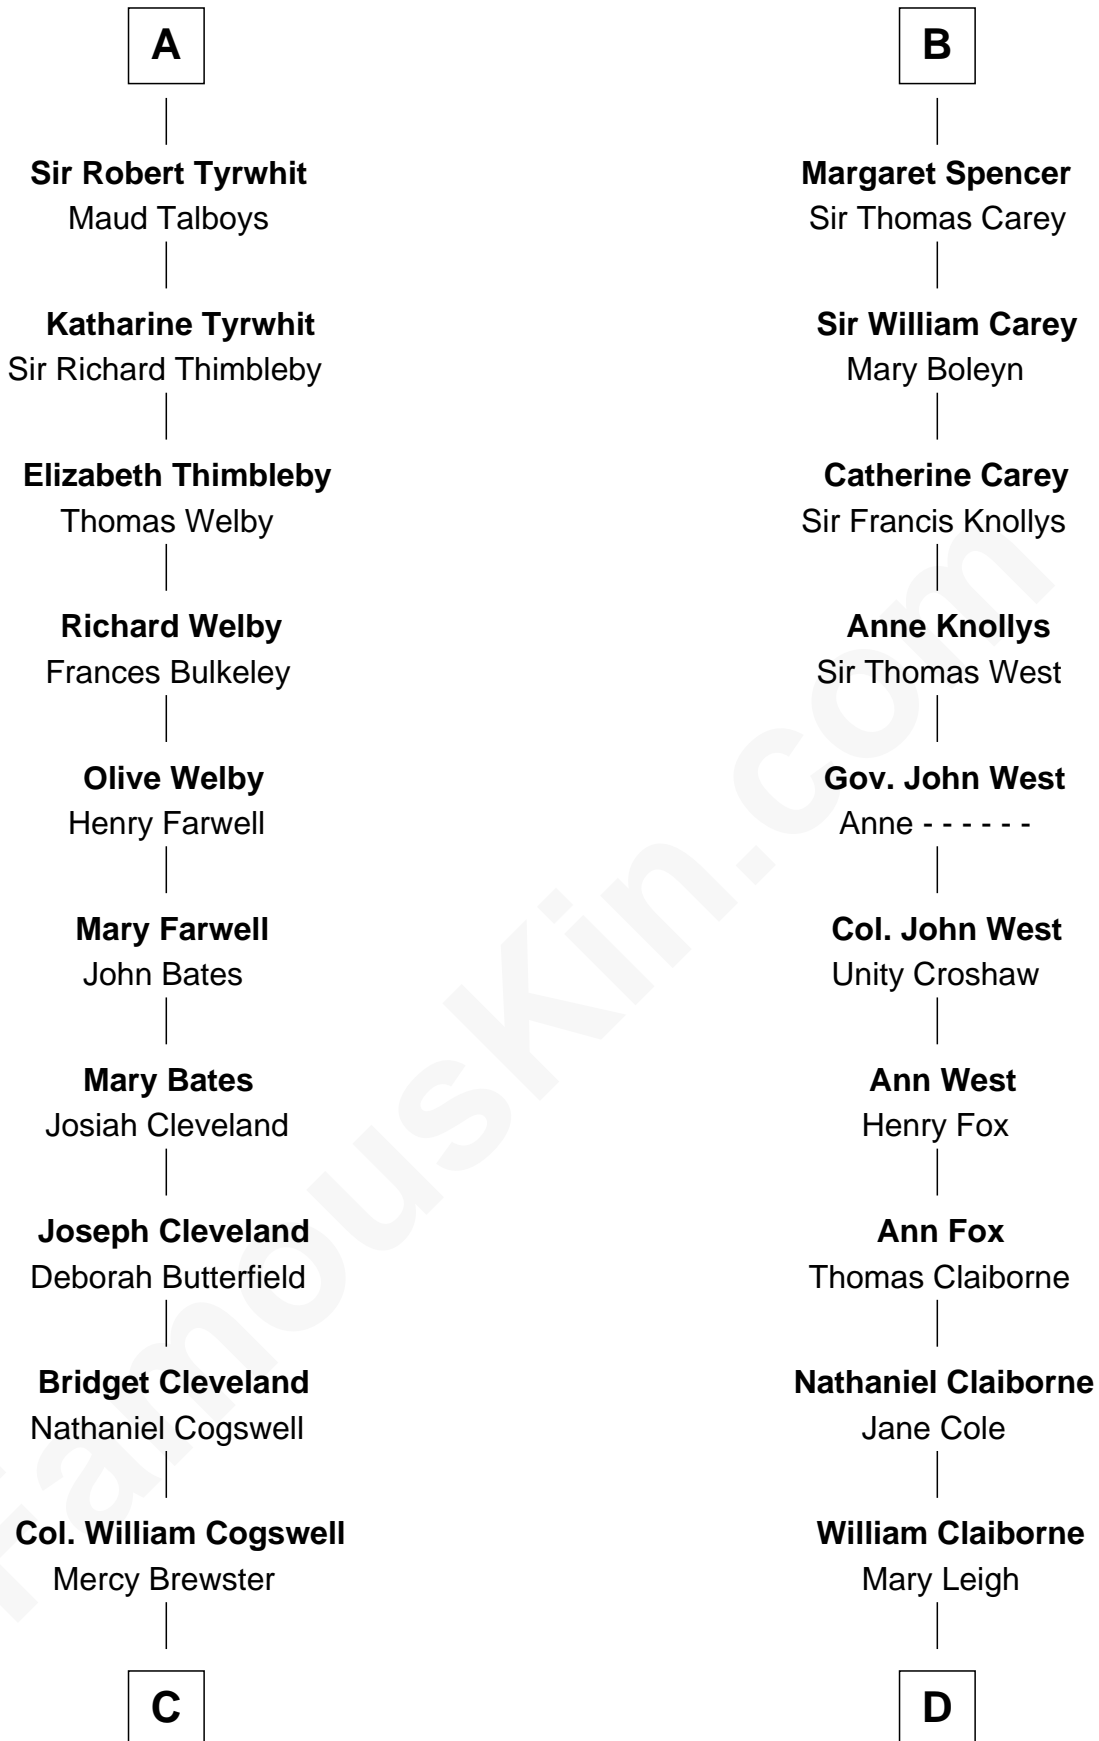 A
Sir Robert Tyrwhit
Maud Talboys
Katharine Tyrwhit
Sir Richard Thimbleby
Elizabeth Thimbleby
Thomas Welby
Richard Welby
Frances Bulkeley
Olive Welby
Henry Farwell
Mary Farwell
John Bates
Mary Bates
Josiah Cleveland
Joseph Cleveland
Deborah Butterfield
Bridget Cleveland
Nathaniel Cogswell
Col. William Cogswell
Mercy Brewster
C
B
Margaret Spencer
Sir Thomas Carey
Sir William Carey
Mary Boleyn
Catherine Carey
Sir Francis Knollys
Anne Knollys
Sir Thomas West
Gov. John West
Anne - - - - - -
Col. John West
Unity Croshaw
Ann West
Henry Fox
Ann Fox
Thomas Claiborne
Nathaniel Claiborne
Jane Cole
William Claiborne
Mary Leigh
D
FamousKin.com